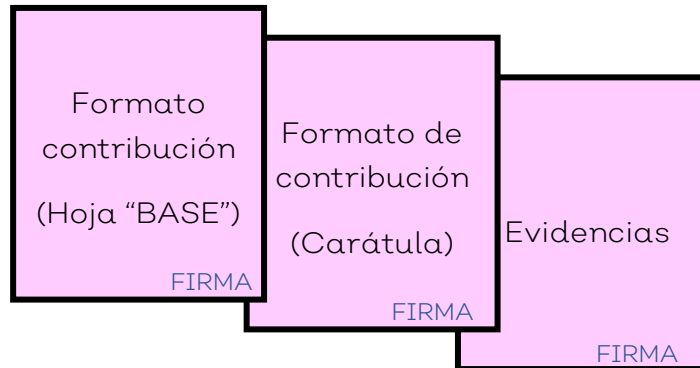 Formato
contribución
(Hoja “BASE”)
FIRMA
Formato de
contribución
(Carátula)
FIRMA
Evidencias
FIRMA